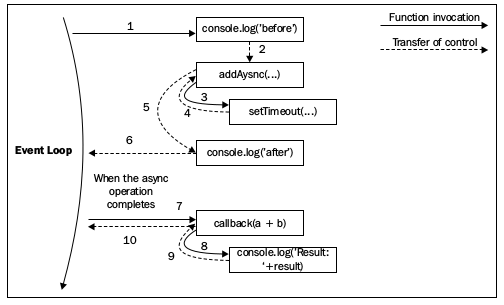 1
console.log('before')
Function invocation
2
Transfer of control
addAysnc(...)
3
4
5
setTimeout(...)
6
Event Loop
console.log('after')
When the async
operation
completes
7
callback(a + b)
10
8
9
console.log('Result:
'+result)